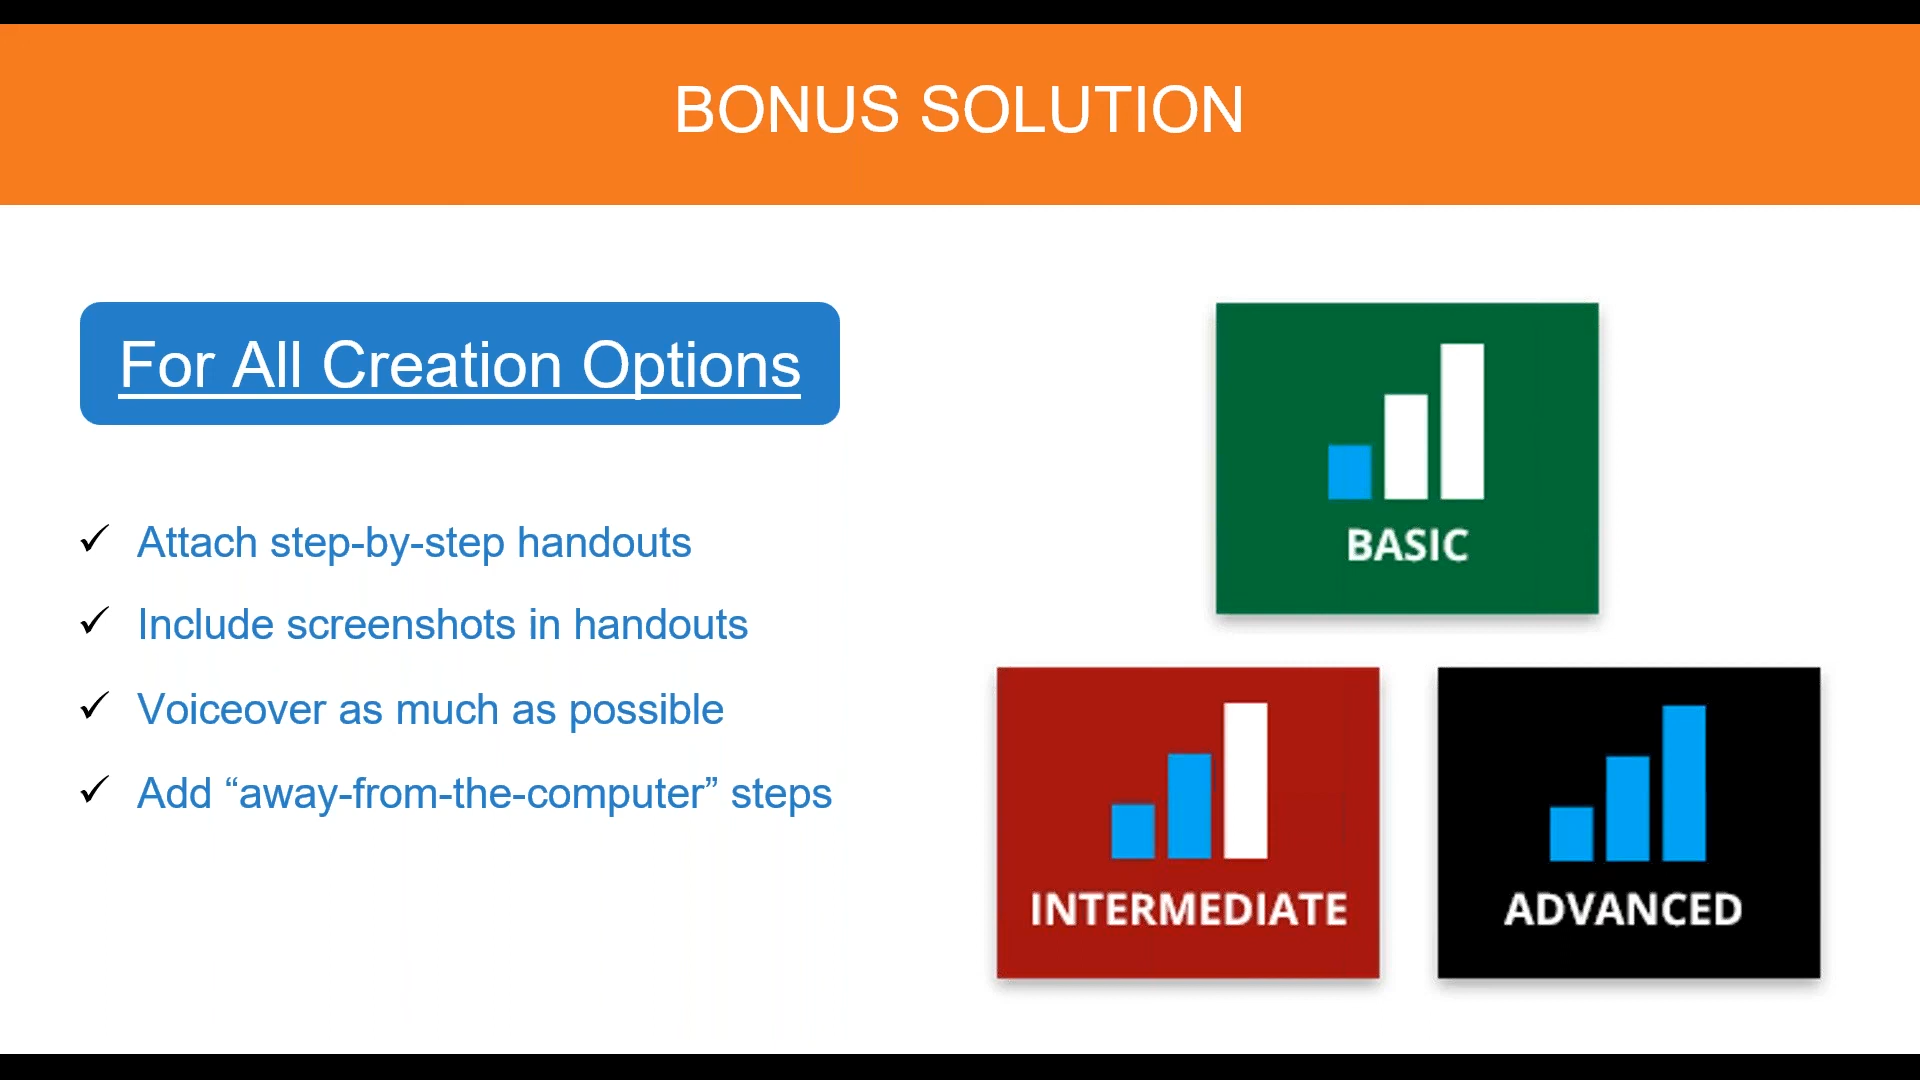 BONUS SOLUTION
For All Creation Options
✓ Attach step-by-step handouts
✓ Include screenshots in handouts
✓ Voiceover as much as possible
✓ Add “away-from-the-computer” steps
BASIC
INTERMEDIATE
ADVANCED